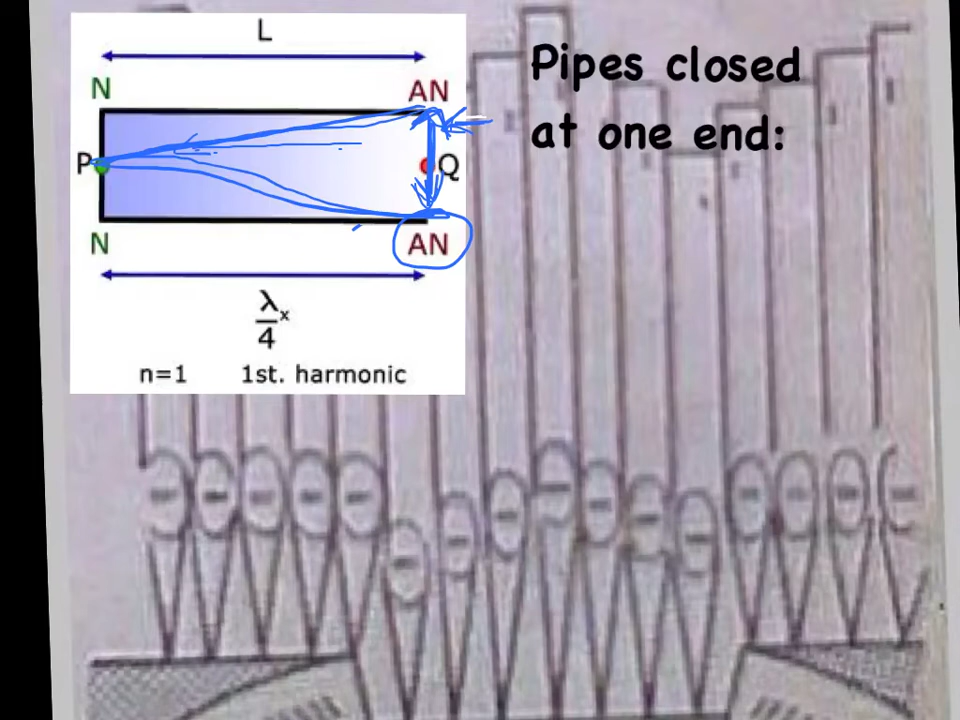 L
N
AN
P
Q
N
AN
λ
4
x
n=1 1st. harmonic
Pipes closed
at one end: